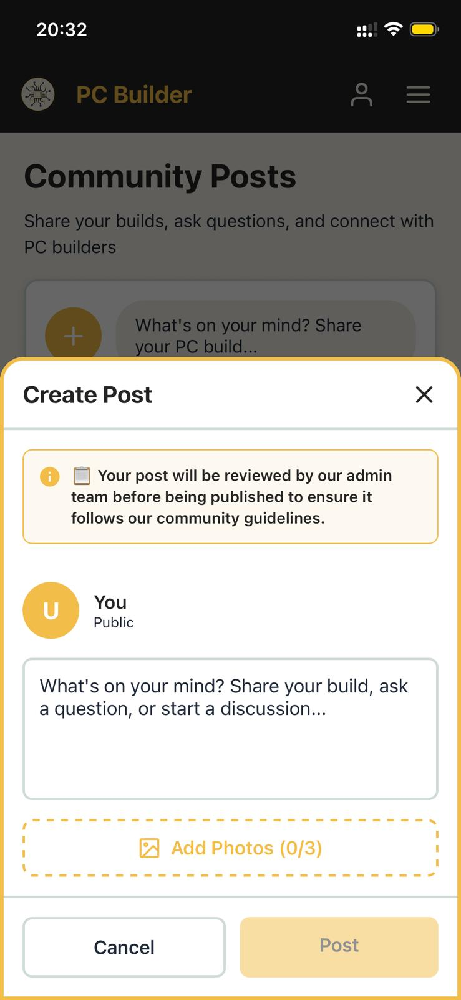 20:32
PC Builder
Community Posts
Share your builds, ask questions, and connect with
PC builders
What's on your mind? Share
your PC build...
Create Post
📋 Your post will be reviewed by our admin
team before being published to ensure it
follows our community guidelines.
U
You
Public
What's on your mind? Share your build, ask
a question, or start a discussion...
Add Photos (0/3)
Cancel
Post